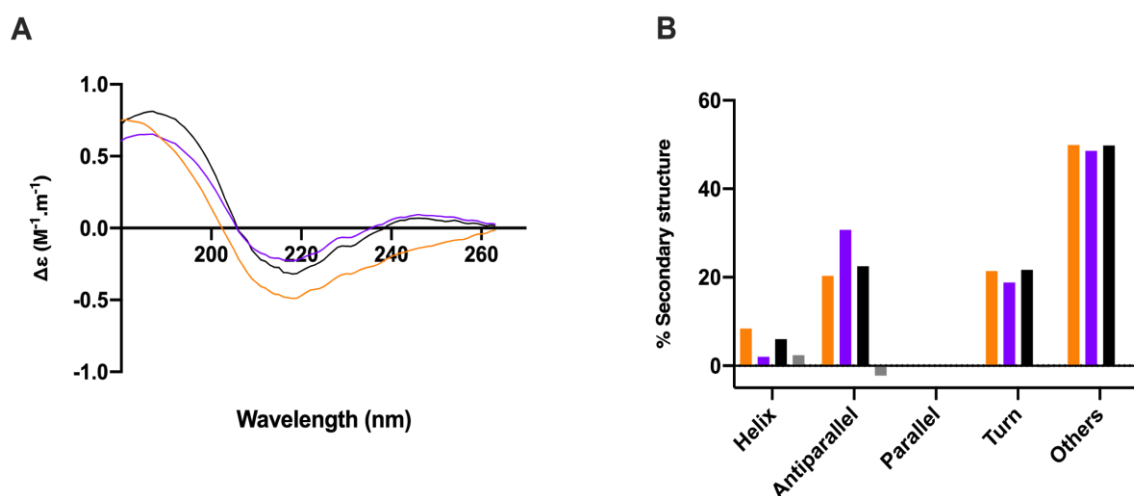 A
1.0
0.5
0.0
-0.5
-1.0
200
220
240
260
Δε (M⁻¹.m⁻¹)
Wavelength (nm)
B
60
40
20
0
% Secondary structure
Helix
Antiparallel
Parallel
Turn
Others